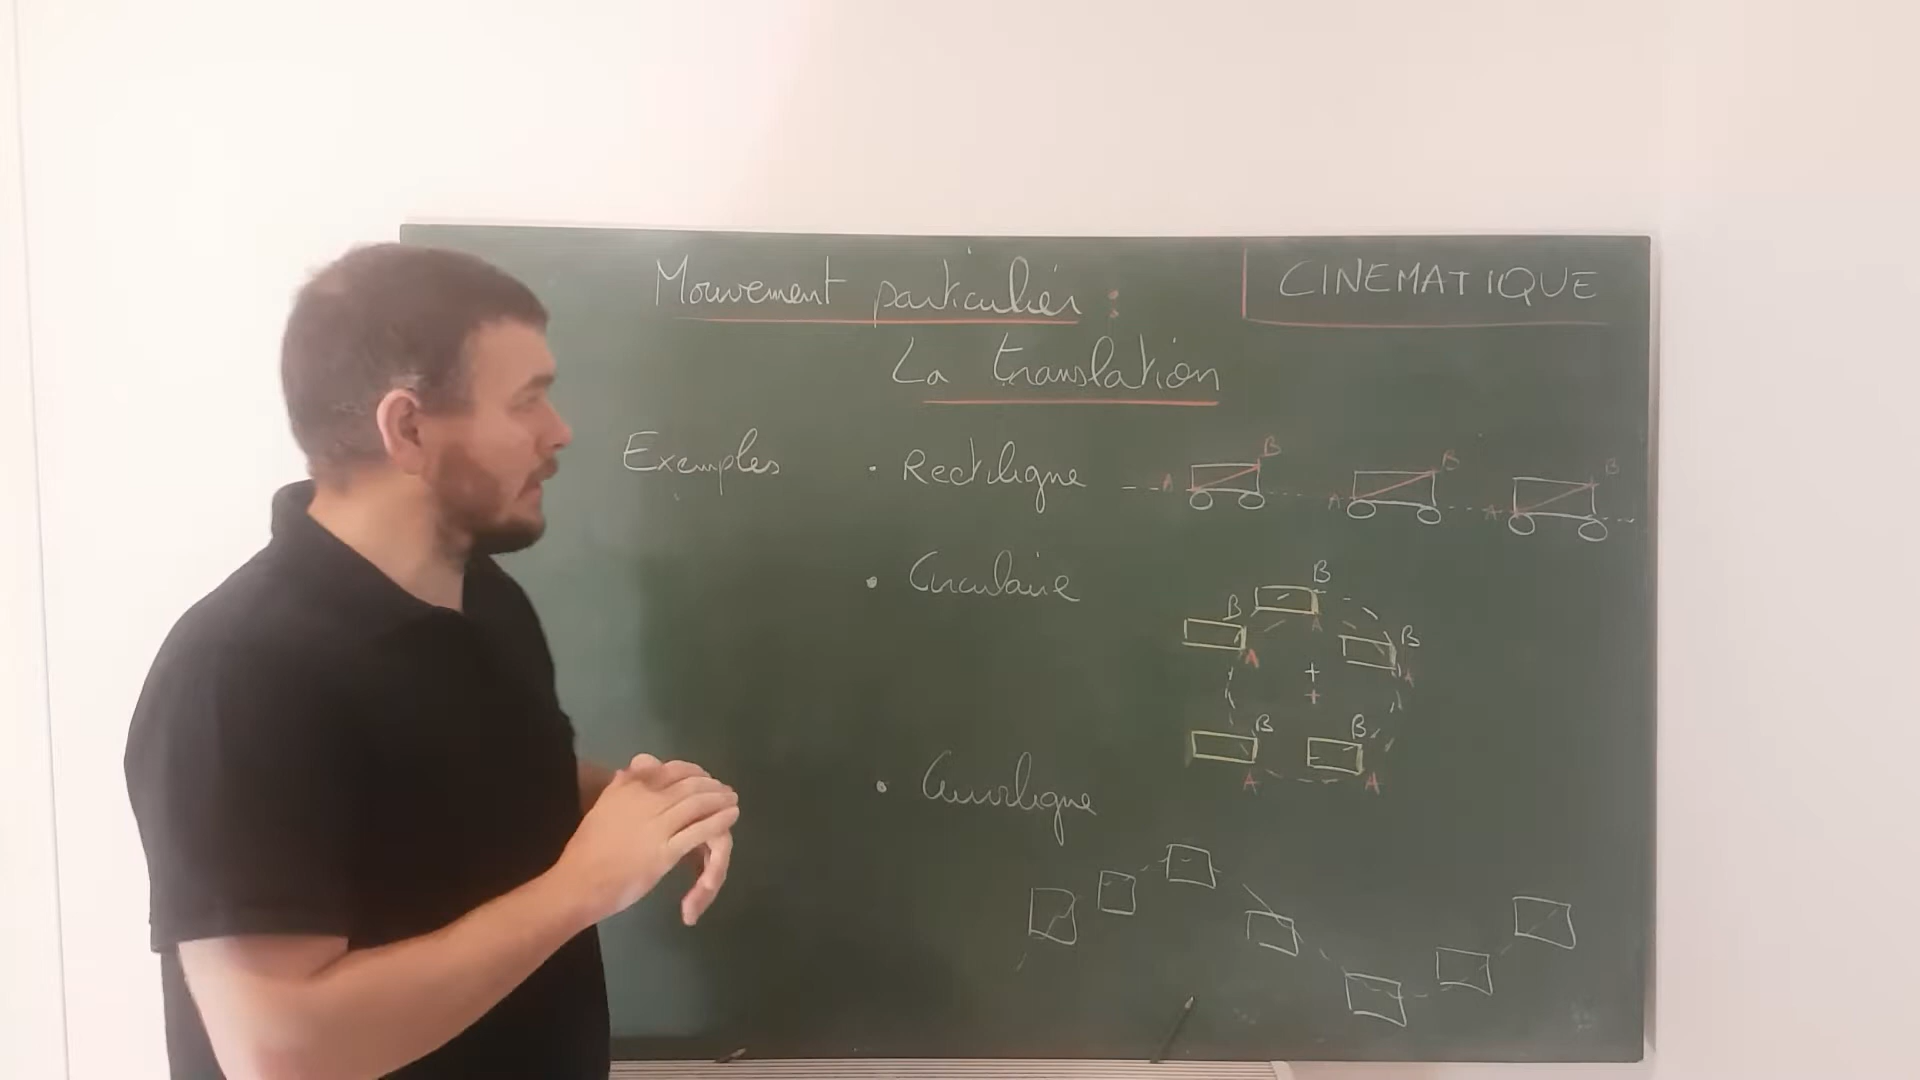 Mouvement particulier :
CINEMATIQUE
La translation
Exemples
• Rectiligne
A B A B A B
• Circulaire
B
B
B
A
A
A
+
+
B B
A A
• Curviligne